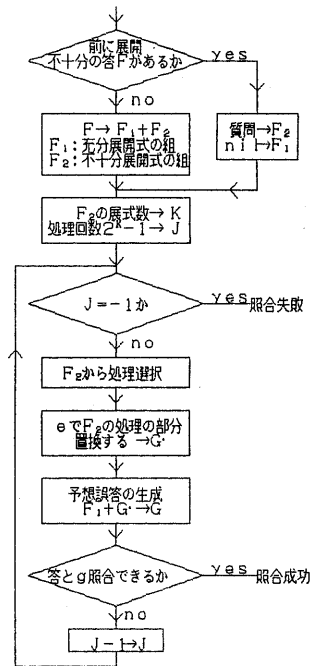 前に展開
不十分の答Fがあるか
yes
no
F→F₁+F₂
F₁：充分展開式の組
F₂：不十分展開式の組
質問→F₂
nil→F₁
F₂の展式数→K
処理回数2ᴷ-1→J
J=-1か
yes
照合失敗
no
F₂から処理選択
eでF₂の処理の部分
置換する→G'
予想誤答の生成
F₁+G'→G
答とg照合できるか
yes
照合成功
no
J-1→J